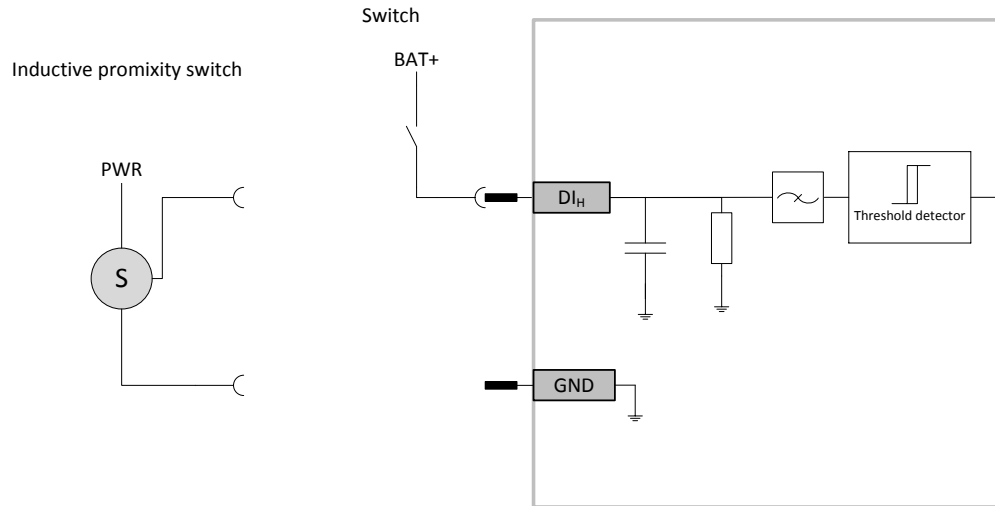 Switch
BAT+
Inductive promixity switch
PWR
S
DIH
Threshold detector
GND